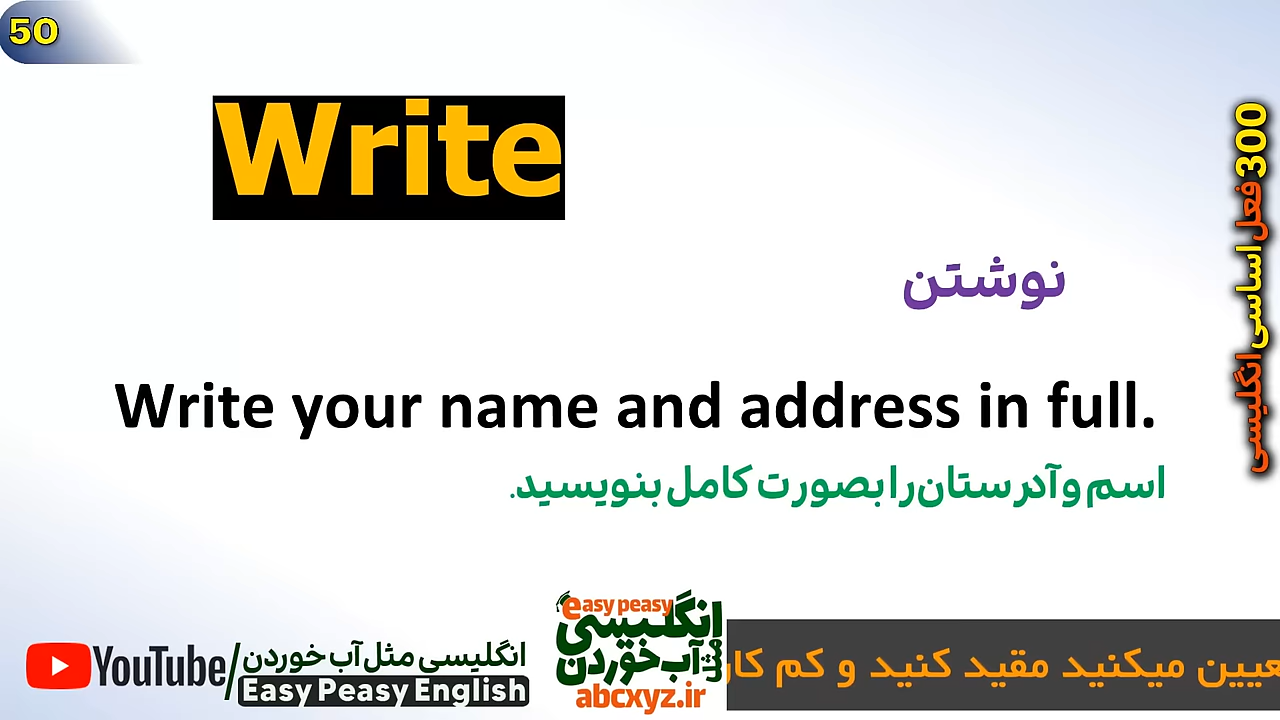 50
Write
300 فعل اساسی انگلیسی
نوشتن
Write your name and address in full.
اسم و آدرستان را بصورت کامل بنویسید.
YouTube/
انگلیسی مثل آب خوردن
Easy Peasy English
easy peasy
انگلیسی
مثل آب خوردن
abcxyz.ir
میکنید مقید کنید و کم